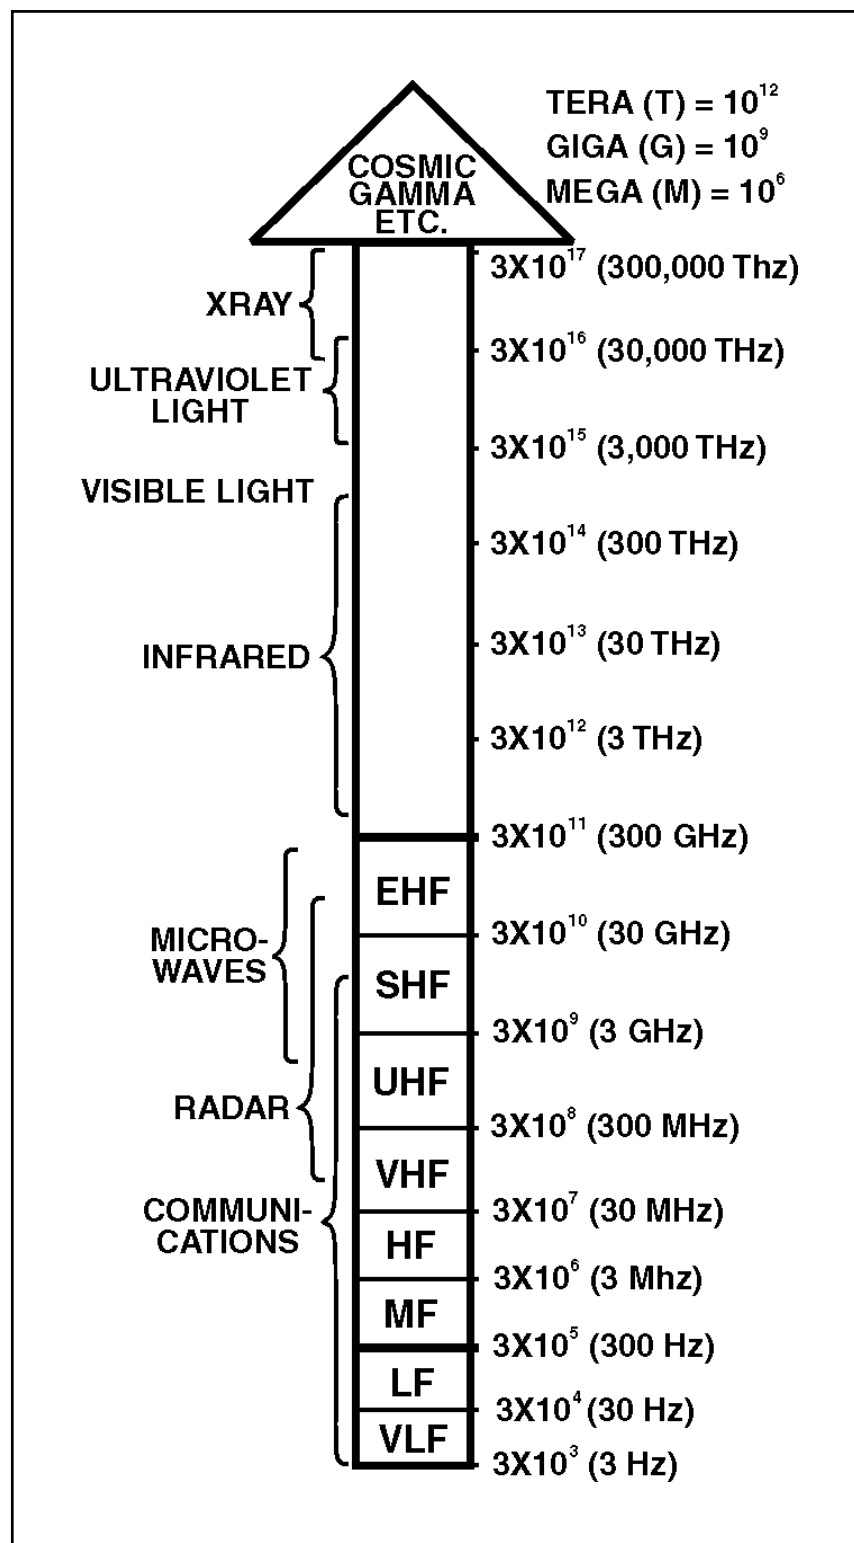 TERA (T) = 10¹²
GIGA (G) = 10⁹
MEGA (M) = 10⁶
COSMIC
GAMMA
ETC.
3X10¹⁷ (300,000 Thz)
XRAY
3X10¹⁶ (30,000 THz)
ULTRAVIOLET
LIGHT
3X10¹⁵ (3,000 THz)
VISIBLE LIGHT
3X10¹⁴ (300 THz)
INFRARED
3X10¹³ (30 THz)
3X10¹² (3 THz)
3X10¹¹ (300 GHz)
EHF
3X10¹⁰ (30 GHz)
MICRO-
WAVES
SHF
3X10⁹ (3 GHz)
UHF
RADAR
3X10⁸ (300 MHz)
VHF
3X10⁷ (30 MHz)
COMMUNI-
CATIONS
HF
3X10⁶ (3 Mhz)
MF
3X10⁵ (300 Hz)
LF
3X10⁴ (30 Hz)
VLF
3X10³ (3 Hz)